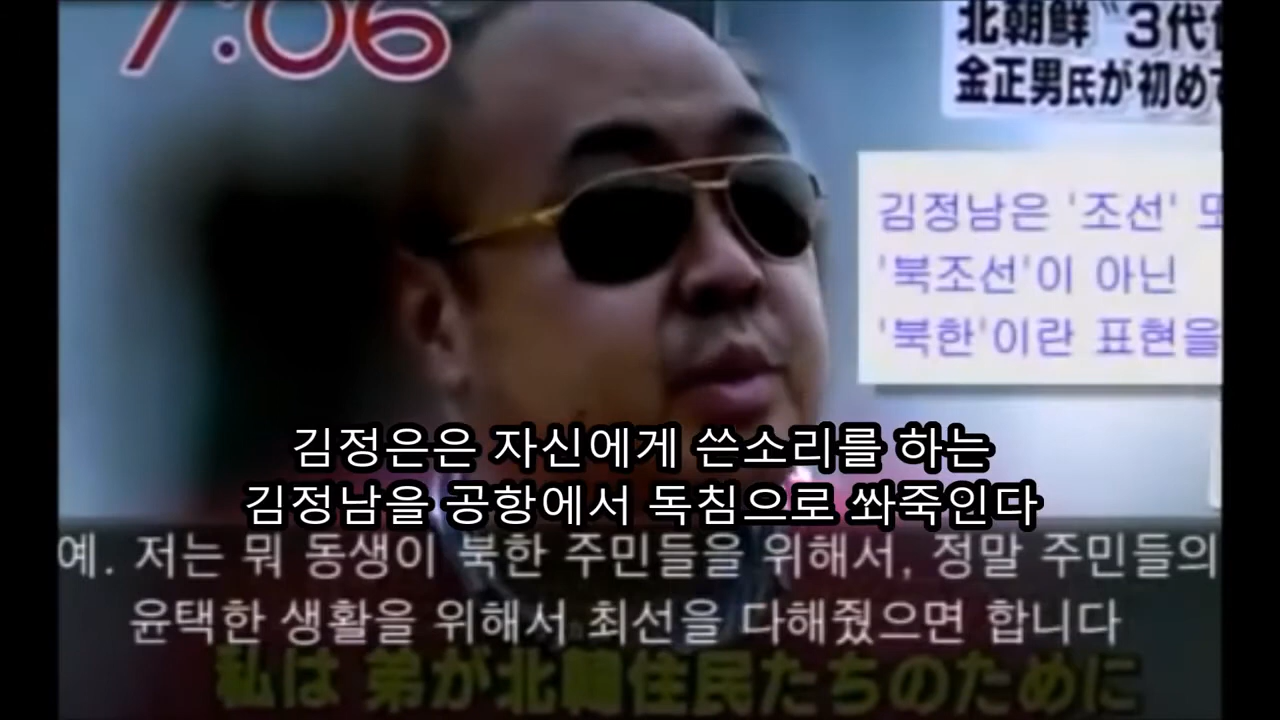 7:06
北朝鮮〝3代
金正男氏が初めて
김정남은 '조선' 또
'북조선'이 아닌
'북한'이란 표현을
김정은은 자신에게 쓴소리를 하는
김정남을 공항에서 독침으로 쏴죽인다
예. 저는 뭐 동생이 북한 주민들을 위해서, 정말 주민들의
윤택한 생활을 위해서 최선을 다해줬으면 합니다
私は 弟が北韓住民たちのために